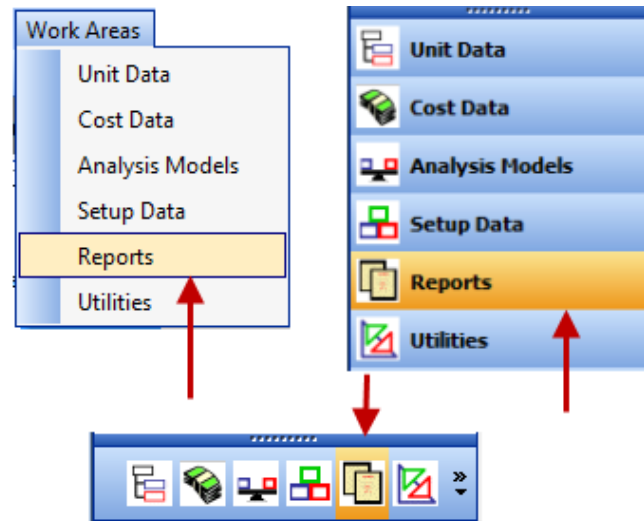 Work Areas
Unit Data
Cost Data
Analysis Models
Setup Data
Reports
Utilities
Unit Data
Cost Data
Analysis Models
Setup Data
Reports
Utilities